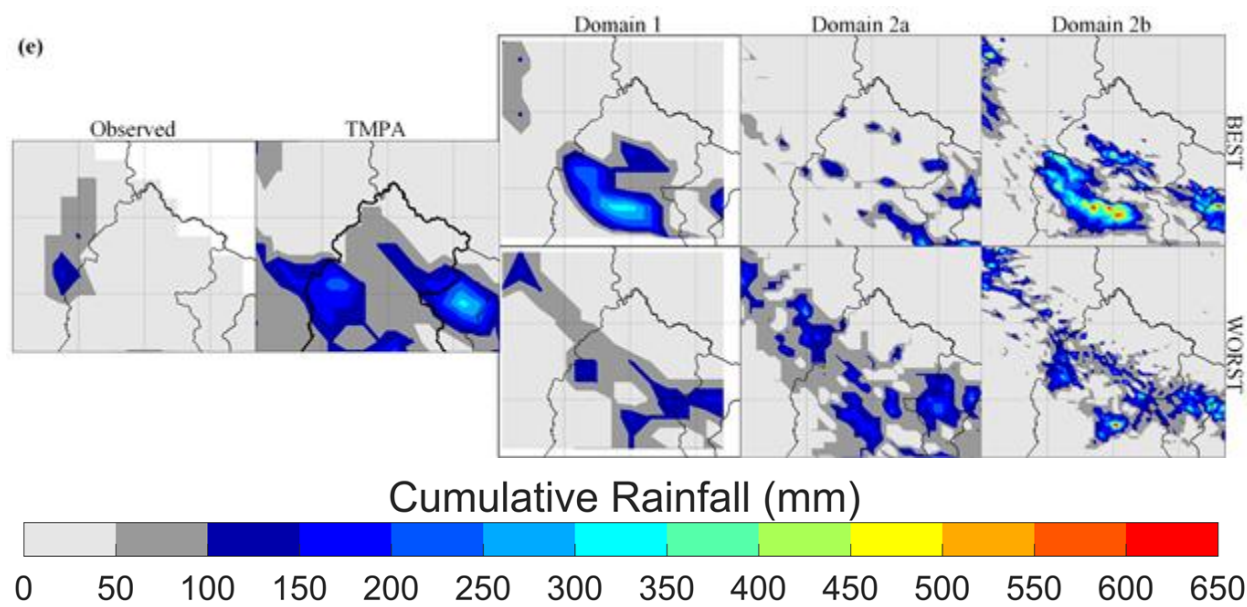 (e)
Domain 1 Domain 2a Domain 2b
Observed TMPA
BEST
WORST
Cumulative Rainfall (mm)
0 50 100 150 200 250 300 350 400 450 500 550 600 650